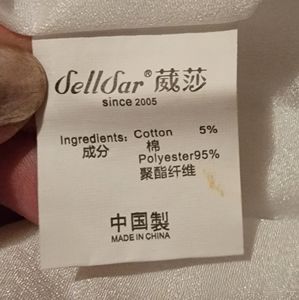 SellSar®葳莎
since 2005
Ingredients: Cotton 5%
成分 棉
Polyester95%
聚酯纤维
中国製
MADE IN CHINA